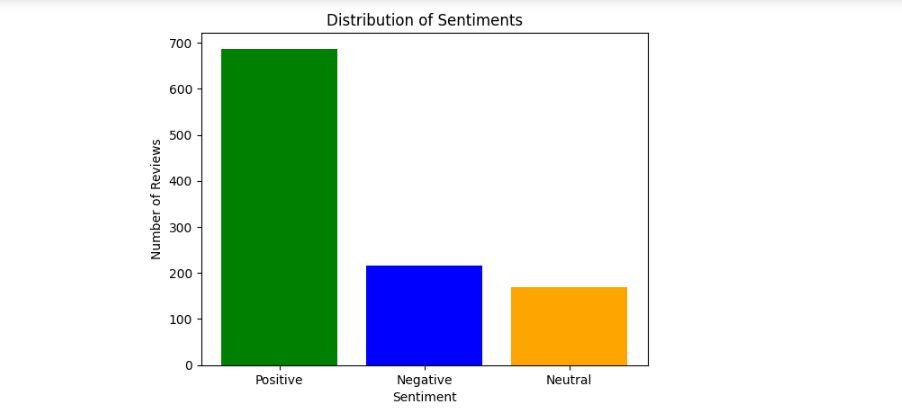 Distribution of Sentiments
700
600
500
400
300
200
100
0
Number of Reviews
Positive Negative Neutral
Sentiment